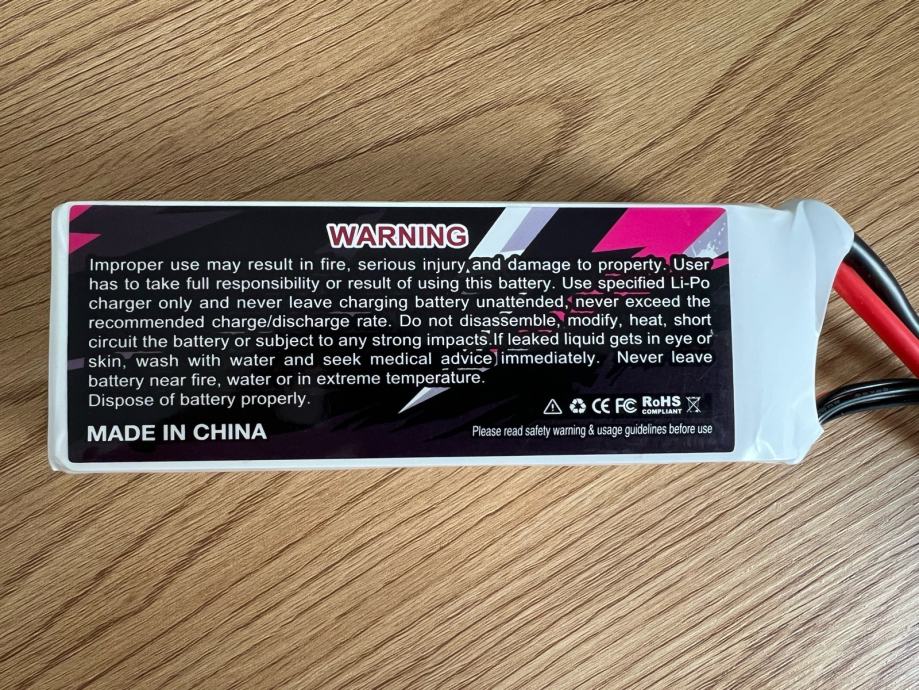 WARNING
Improper use may result in fire, serious injury and damage to property. User
has to take full responsibility or result of using this battery. Use specified Li-Po
charger only and never leave charging battery unattended, never exceed the
recommended charge/discharge rate. Do not disassemble, modify, heat, short
circuit the battery or subject to any strong impacts.If leaked liquid gets in eye or
skin, wash with water and seek medical advice immediately. Never leave
battery near fire, water or in extreme temperature.
Dispose of battery properly.
CE FC RoHS
COMPLIANT
MADE IN CHINA
Please read safety warning & usage guidelines before use